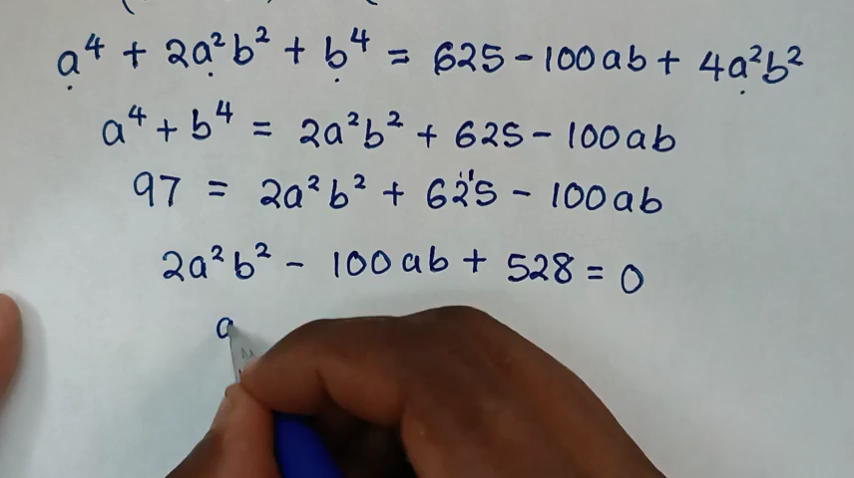 a⁴ + 2a²b² + b⁴ = 625 - 100ab + 4a²b²
a⁴ + b⁴ = 2a²b² + 625 - 100ab
97 = 2a²b² + 625 - 100ab
2a²b² - 100ab + 528 = 0
a